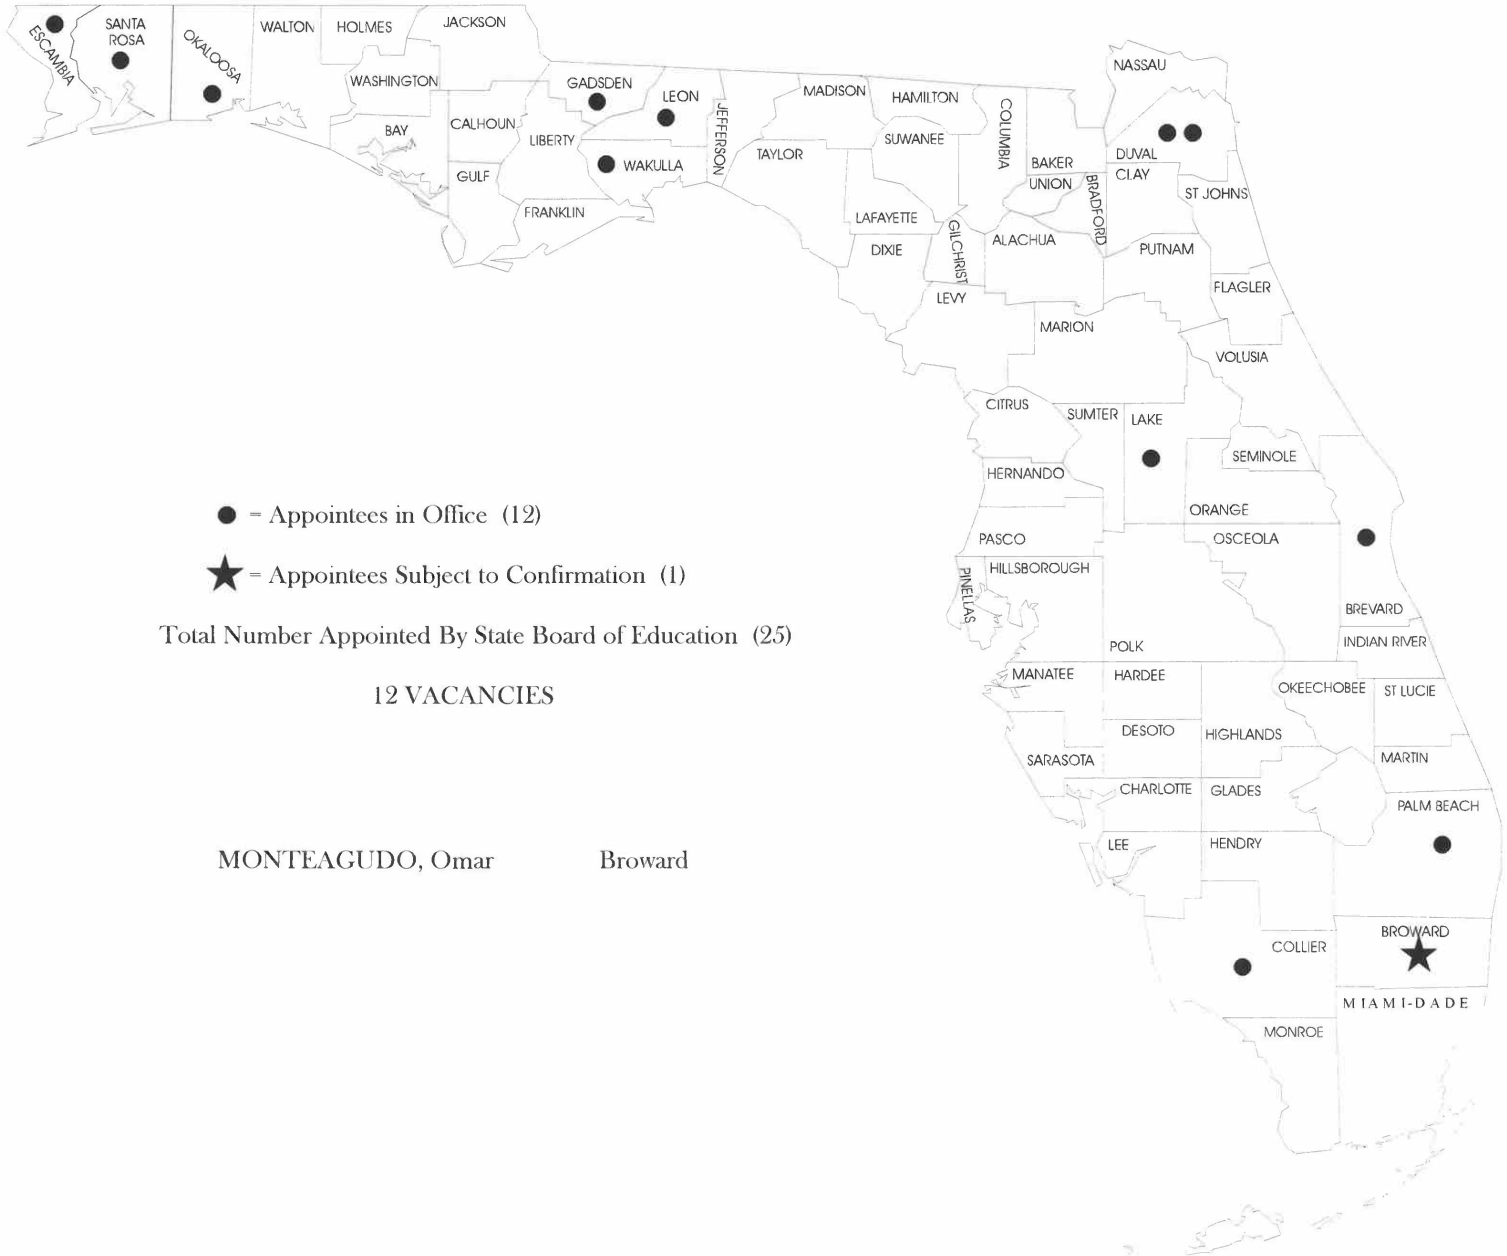 ESCAMBIA
SANTA
ROSA
OKALOOSA
WALTON
HOLMES
JACKSON
WASHINGTON
BAY
CALHOUN
GULF
LIBERTY
GADSDEN
LEON
WAKULLA
FRANKLIN
JEFFERSON
MADISON
TAYLOR
HAMILTON
SUWANEE
LAFAYETTE
DIXIE
COLUMBIA
GILCHRIST
BAKER
UNION
BRADFORD
NASSAU
DUVAL
CLAY
ST JOHNS
ALACHUA
PUTNAM
FLAGLER
LEVY
MARION
VOLUSIA
CITRUS
SUMTER
LAKE
SEMINOLE
HERNANDO
ORANGE
PASCO
OSCEOLA
PINELLAS
HILLSBOROUGH
POLK
BREVARD
INDIAN RIVER
MANATEE
HARDEE
OKEECHOBEE
ST LUCIE
DESOTO
HIGHLANDS
SARASOTA
MARTIN
CHARLOTTE
GLADES
PALM BEACH
LEE
HENDRY
COLLIER
BROWARD
MIAMI-DADE
MONROE
= Appointees in Office (12)
= Appointees Subject to Confirmation (1)
Total Number Appointed By State Board of Education (25)
12 VACANCIES
MONTEAGUDO, Omar Broward